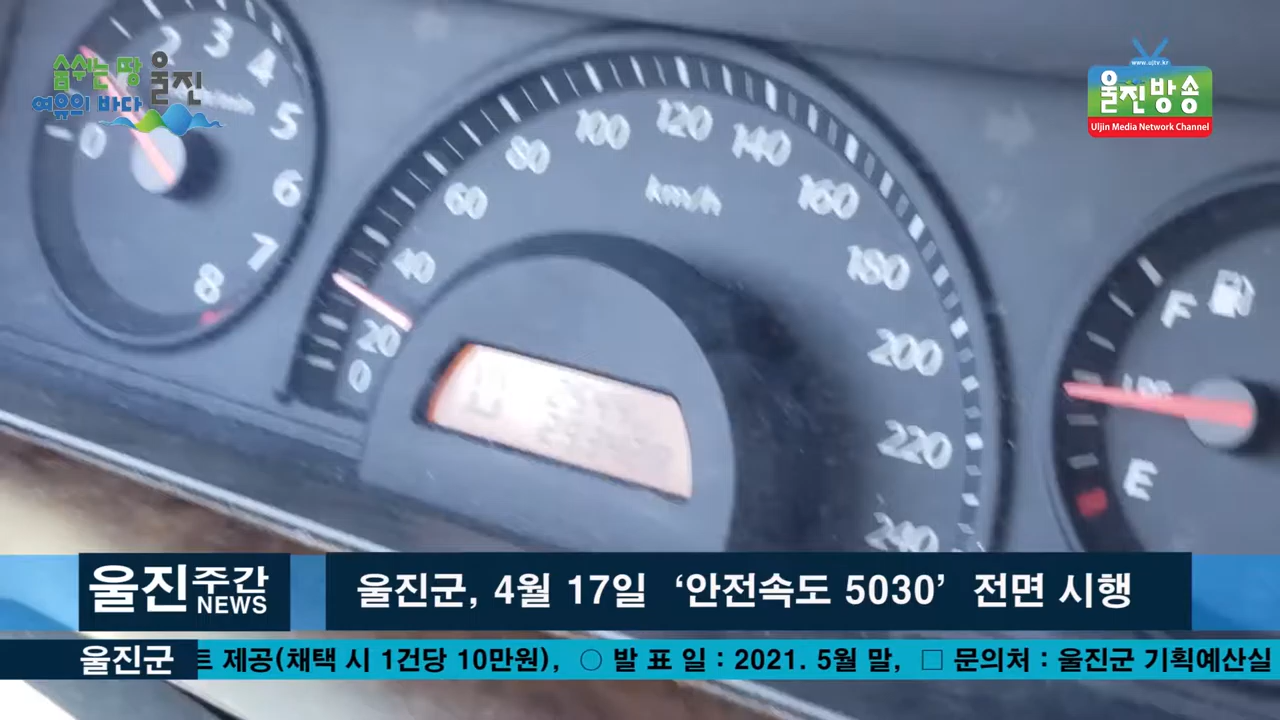 숨쉬는 땅
여유의 바다
울진
www.ujtv.kr
울진방송
Uljin Media Network Channel
2
3
4
5
6
7
8
0
0
20
40
60
80
100
120
140
160
180
200
220
240
km/h
F
E
울진주간
NEWS
울진군, 4월 17일 ‘안전속도 5030’ 전면 시행
울진군
트 제공(채택 시 1건당 10만원), ○ 발 표 일 : 2021. 5월 말, □ 문의처 : 울진군 기획예산실